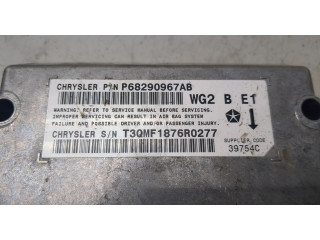 CHRYSLER P/N P68290967AB
WG2 B E1
WARNING: REFER TO SERVICE MANUAL BEFORE SERVICING.
IMPROPER SERVICING CAN RESULT IN AIR BAG SYSTEM
FAILURE AND POSSIBLE DRIVER AND/OR PASSENGER INJURY.
CHRYSLER S/N T3QMF1876R0277
SUPPLIER CODE
39754C